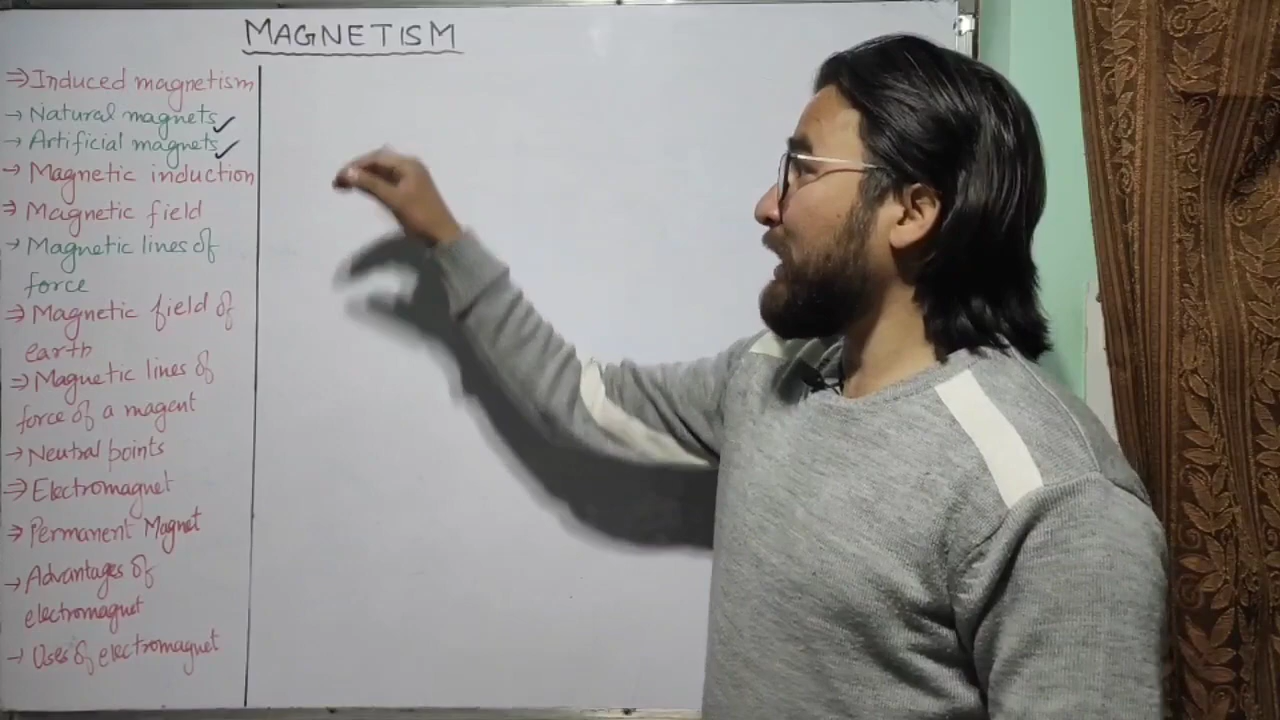 MAGNETISM
⇒ Induced magnetism
→ Natural magnets ✓
→ Artificial magnets ✓
→ Magnetic induction
⇒ Magnetic field
→ Magnetic lines of
force
⇒ Magnetic field of
earth
⇒ Magnetic lines of
force of a magent
→ Neutral points
⇒ Electromagnet
→ Permanent Magnet
→ Advantages of
electromagnet
→ Uses of electromagnet